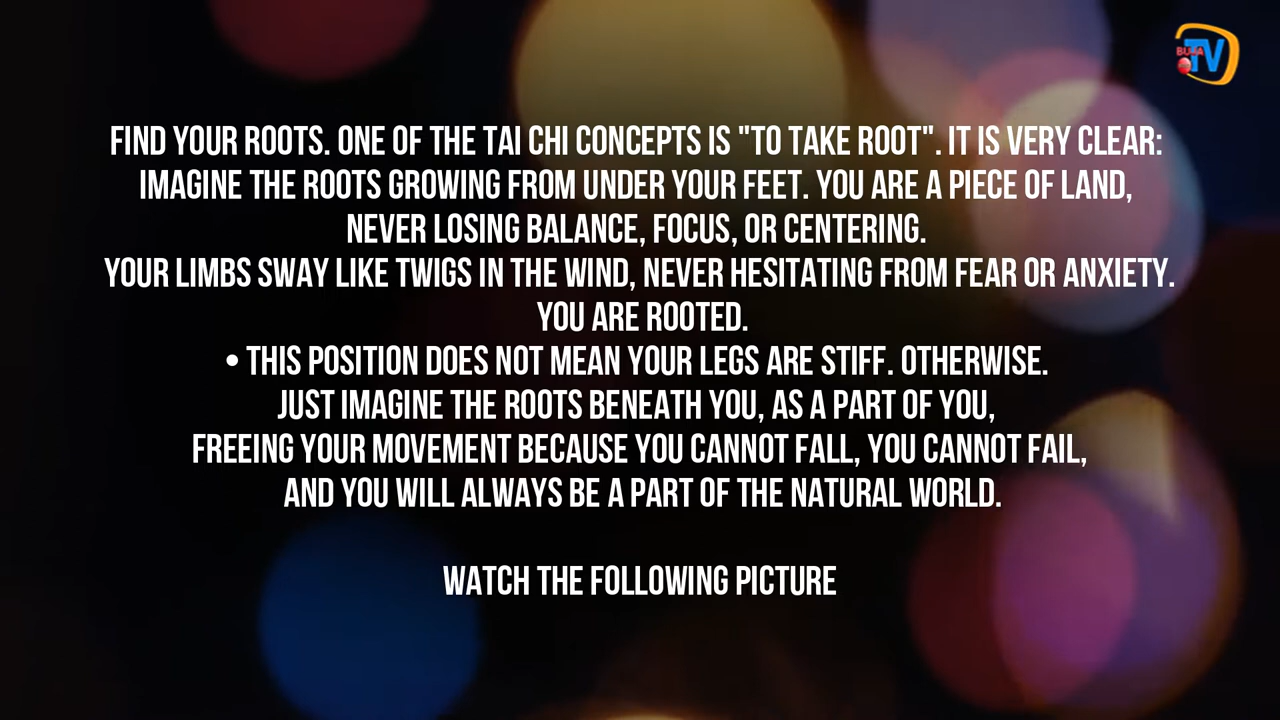 BUJA TV
FIND YOUR ROOTS. ONE OF THE TAI CHI CONCEPTS IS "TO TAKE ROOT". IT IS VERY CLEAR:
IMAGINE THE ROOTS GROWING FROM UNDER YOUR FEET. YOU ARE A PIECE OF LAND,
NEVER LOSING BALANCE, FOCUS, OR CENTERING.
YOUR LIMBS SWAY LIKE TWIGS IN THE WIND, NEVER HESITATING FROM FEAR OR ANXIETY.
YOU ARE ROOTED.
• THIS POSITION DOES NOT MEAN YOUR LEGS ARE STIFF. OTHERWISE.
JUST IMAGINE THE ROOTS BENEATH YOU, AS A PART OF YOU,
FREEING YOUR MOVEMENT BECAUSE YOU CANNOT FALL, YOU CANNOT FAIL,
AND YOU WILL ALWAYS BE A PART OF THE NATURAL WORLD.
WATCH THE FOLLOWING PICTURE